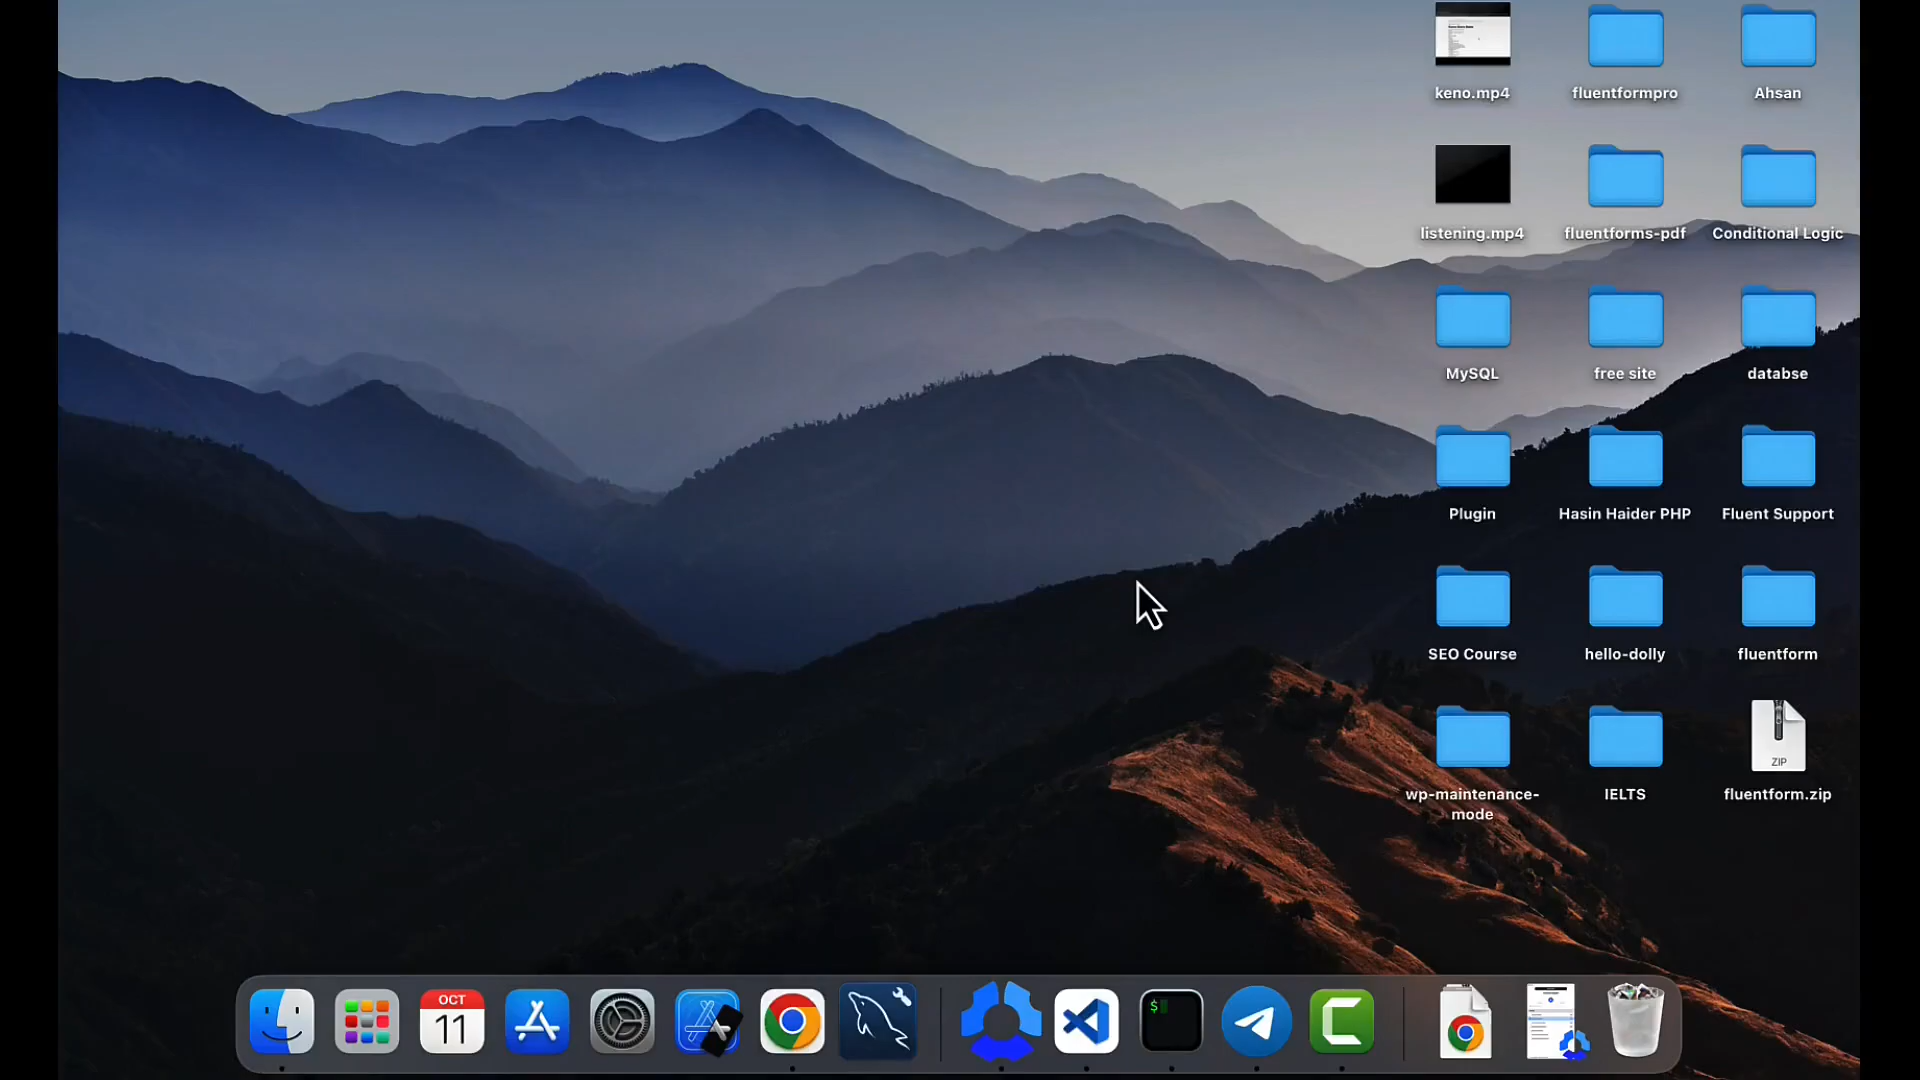 keno.mp4
fluentformpro
Ahsan
listening.mp4
fluentforms-pdf
Conditional Logic
MySQL
free site
databse
Plugin
Hasin Haider PHP
Fluent Support
SEO Course
hello-dolly
fluentform
ZIP
wp-maintenance-
mode
IELTS
fluentform.zip
OCT
11
$